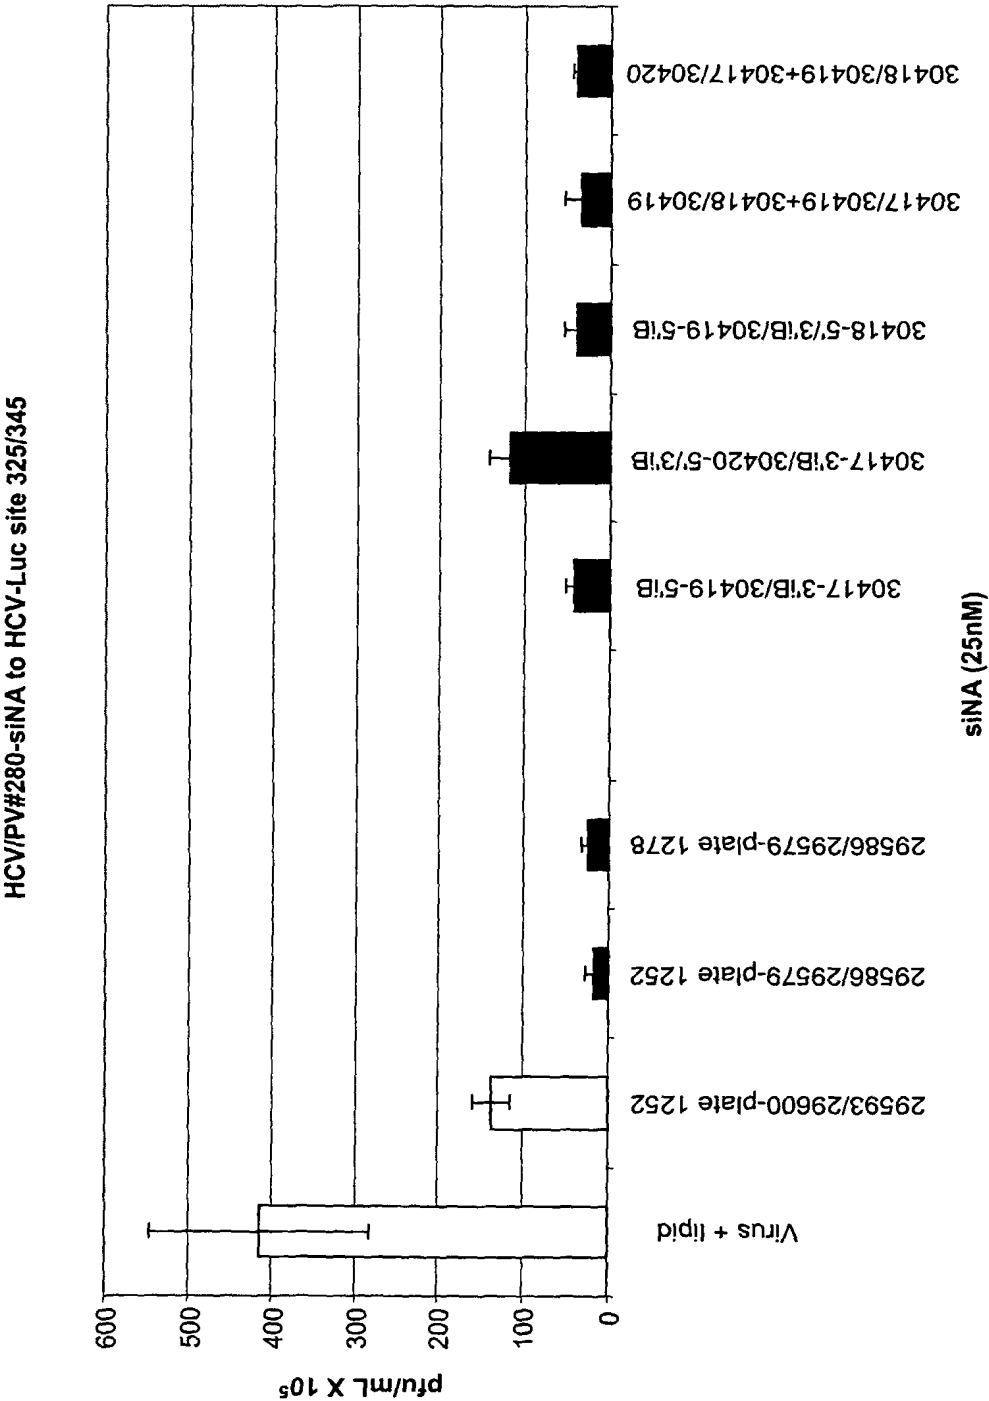 HCV/PV#280-siNA to HCV-Luc site 325/345
pfu/mL X 10⁵
600
500
400
300
200
100
0
Virus + lipid
29593/29600-plate 1252
29586/29579-plate 1252
29586/29579-plate 1278
30417-3'iB/30419-5'iB
30417-3'iB/30420-5'/3'iB
30418-5'/3'iB/30419-5'iB
30417/30419+30418/30419
30418/30419+30417/30420
siNA (25nM)